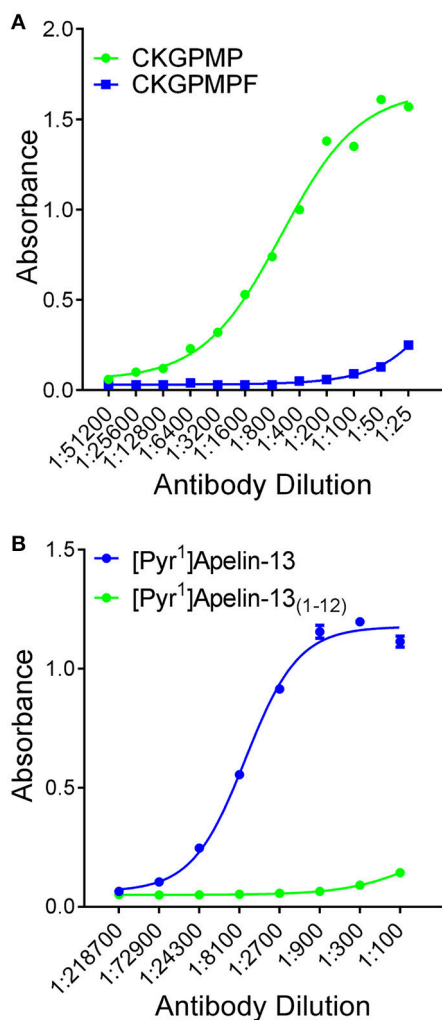 A
CKGPMP
CKGPMPF
2.0
1.5
1.0
0.5
0.0
Absorbance
1:51200
1:25600
1:12800
1:6400
1:3200
1:1600
1:800
1:400
1:200
1:100
1:50
1:25
Antibody Dilution
B
[Pyr¹]Apelin-13
[Pyr¹]Apelin-13₍₁₋₁₂₎
1.5
1.0
0.5
0.0
Absorbance
1:218700
1:72900
1:24300
1:8100
1:2700
1:900
1:300
1:100
Antibody Dilution